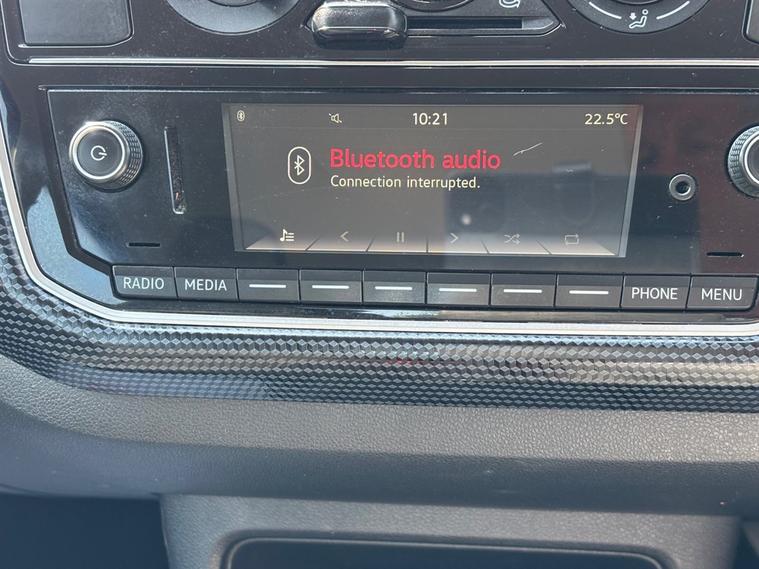 10:21
22.5°C
Bluetooth audio
Connection interrupted.
RADIO
MEDIA
PHONE
MENU